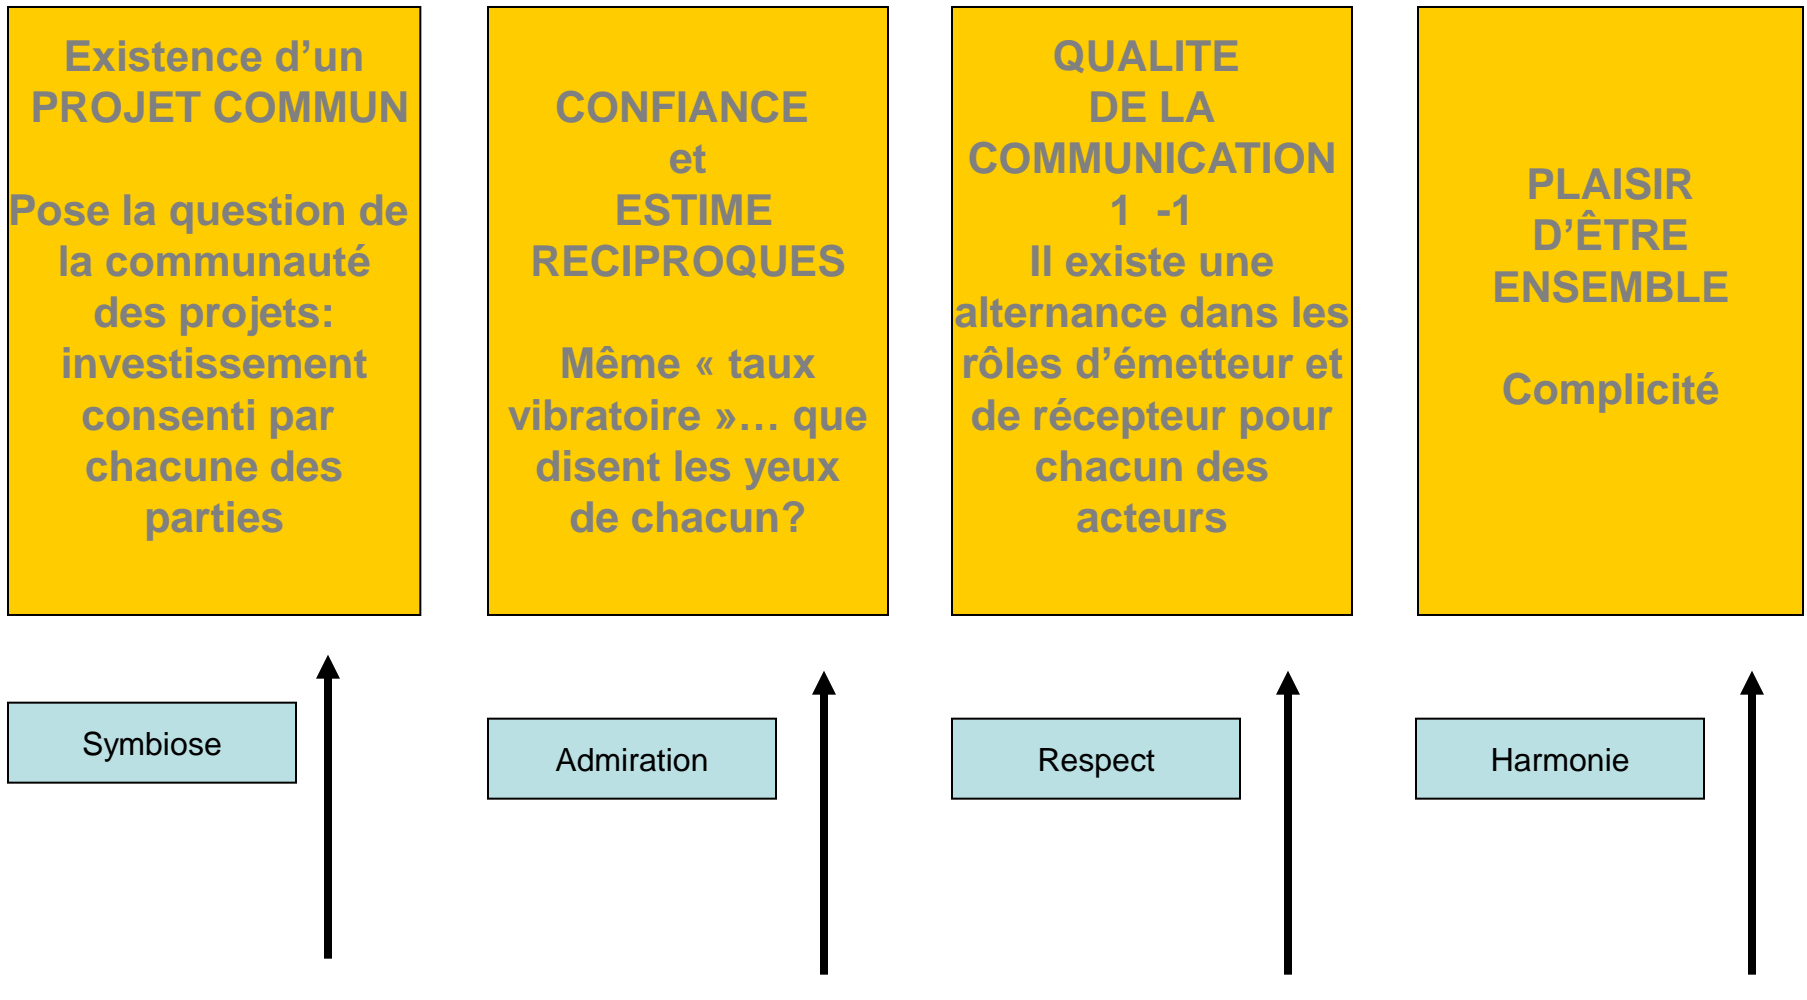 Existence d’un
PROJET COMMUN
Pose la question de
la communauté
des projets:
investissement
consenti par
chacune des
parties
CONFIANCE
et
ESTIME
RECIPROQUES
Même « taux
vibratoire »… que
disent les yeux
de chacun?
QUALITE
DE LA
COMMUNICATION
1 -1
Il existe une
alternance dans les
rôles d’émetteur et
de récepteur pour
chacun des
acteurs
PLAISIR
D’ÊTRE
ENSEMBLE
Complicité
Symbiose
Admiration
Respect
Harmonie